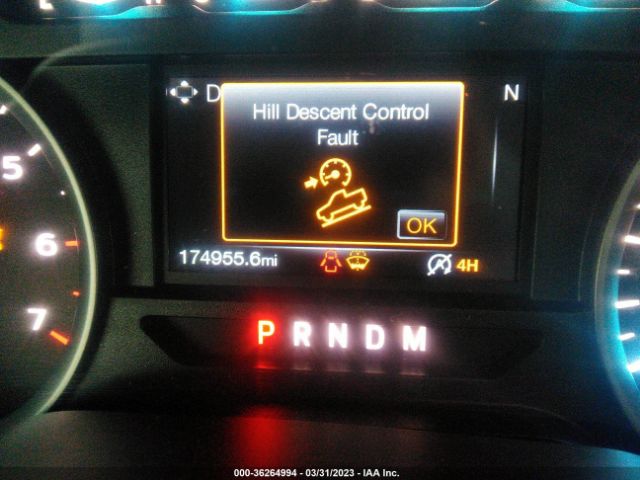 D
N
Hill Descent Control
Fault
OK
174955.6mi
4H
5
6
7
P R N D M
000-36264994 - 03/31/2023 - IAA Inc.